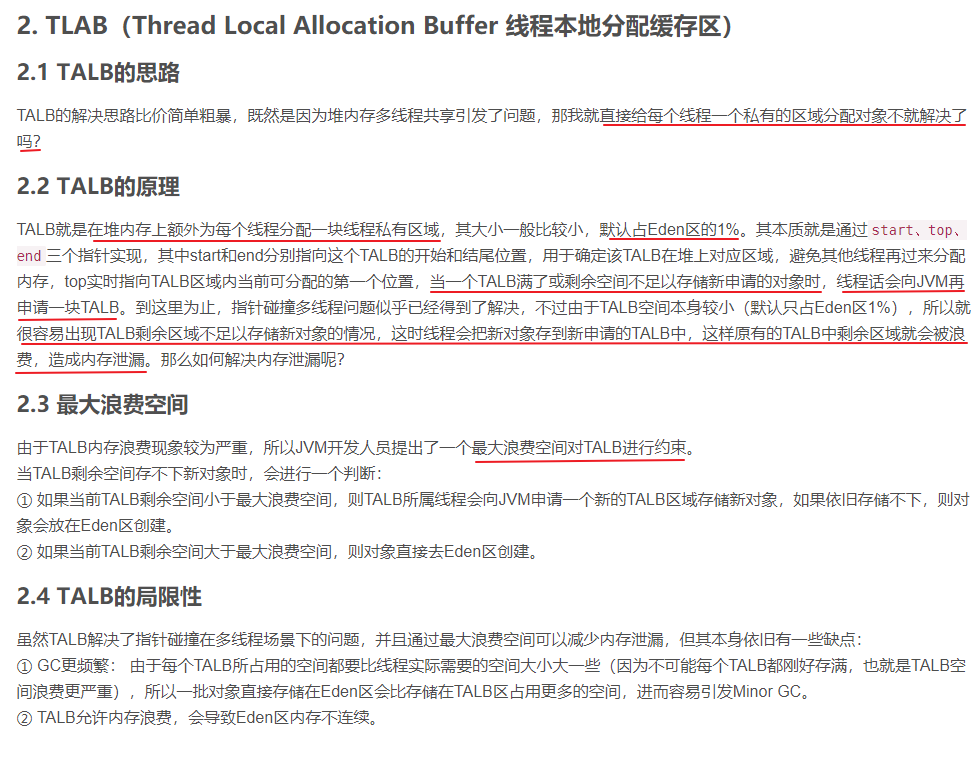 2. TLAB（Thread Local Allocation Buffer 线程本地分配缓存区）
2.1 TALB的思路
TALB的解决思路比价简单粗暴，既然是因为堆内存多线程共享引发了问题，那我就直接给每个线程一个私有的区域分配对象不就解决了
吗？
2.2 TALB的原理
TALB就是在堆内存上额外为每个线程分配一块线程私有区域，其大小一般比较小，默认占Eden区的1%。其本质就是通过 start、top、
end 三个指针实现，其中start和end分别指向这个TALB的开始和结尾位置，用于确定该TALB在堆上对应区域，避免其他线程再过来分配
内存，top实时指向TALB区域内当前可分配的第一个位置，当一个TALB满了或剩余空间不足以存储新申请的对象时，线程话会向JVM再
申请一块TALB。到这里为止，指针碰撞多线程问题似乎已经得到了解决，不过由于TALB空间本身较小（默认只占Eden区1%），所以就
很容易出现TALB剩余区域不足以存储新对象的情况，这时线程会把新对象存到新申请的TALB中，这样原有的TALB中剩余区域就会被浪
费，造成内存泄漏。那么如何解决内存泄漏呢？
2.3 最大浪费空间
由于TALB内存浪费现象较为严重，所以JVM开发人员提出了一个最大浪费空间对TALB进行约束。
当TALB剩余空间存不下新对象时，会进行一个判断：
① 如果当前TALB剩余空间小于最大浪费空间，则TALB所属线程会向JVM申请一个新的TALB区域存储新对象，如果依旧存储不下，则对
象会放在Eden区创建。
② 如果当前TALB剩余空间大于最大浪费空间，则对象直接去Eden区创建。
2.4 TALB的局限性
虽然TALB解决了指针碰撞在多线程场景下的问题，并且通过最大浪费空间可以减少内存泄漏，但其本身依旧有一些缺点：
① GC更频繁： 由于每个TALB所占用的空间都要比线程实际需要的空间大小大一些（因为不可能每个TALB都刚好存满，也就是TALB空
间浪费更严重），所以一批对象直接存储在Eden区会比存储在TALB区占用更多的空间，进而容易引发Minor GC。
② TALB允许内存浪费，会导致Eden区内存不连续。